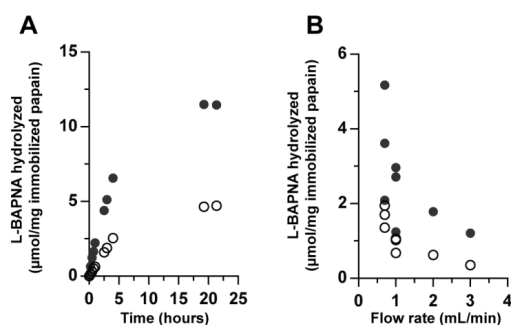 A
L-BAPNA hydrolyzed
(μmol/mg immobilized papain)
15
10
5
0
0 5 10 15 20 25
Time (hours)
B
L-BAPNA hydrolyzed
(μmol/mg immobilized papain)
6
4
2
0
0 1 2 3 4
Flow rate (mL/min)